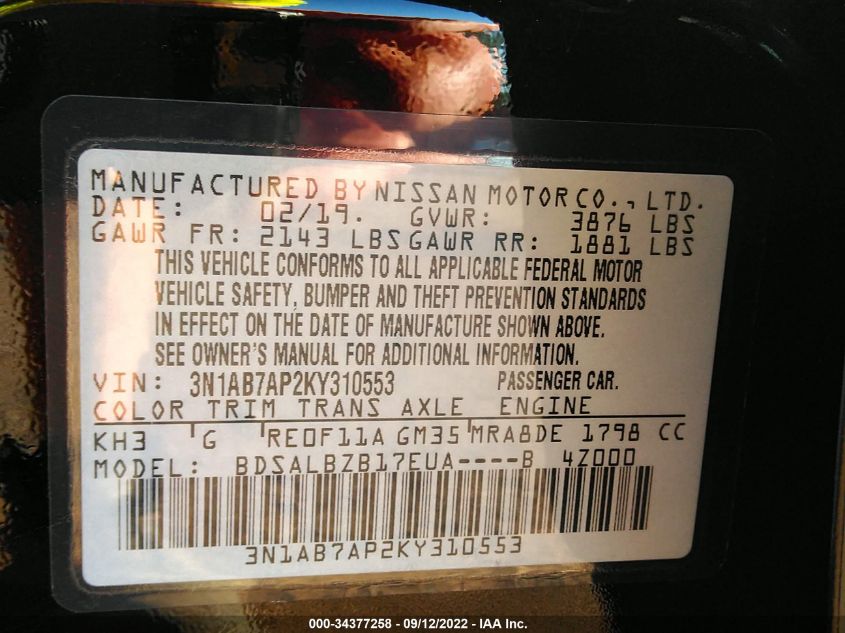 MANUFACTURED BY NISSAN MOTOR CO., LTD.
DATE: 02/19. GVWR: 3876 LBS
GAWR FR: 2143 LBS GAWR RR: 1881 LBS
THIS VEHICLE CONFORMS TO ALL APPLICABLE FEDERAL MOTOR
VEHICLE SAFETY, BUMPER AND THEFT PREVENTION STANDARDS
IN EFFECT ON THE DATE OF MANUFACTURE SHOWN ABOVE.
SEE OWNER'S MANUAL FOR ADDITIONAL INFORMATION.
VIN: 3N1AB7AP2KY310553 PASSENGER CAR.
COLOR TRIM TRANS AXLE ENGINE
KH3 G RE0F11A GM35 MRA8DE 1798 CC
MODEL: BDSALBZB17EUA----B 4Z000
3N1AB7AP2KY310553
000-34377258 - 09/12/2022 - IAA Inc.